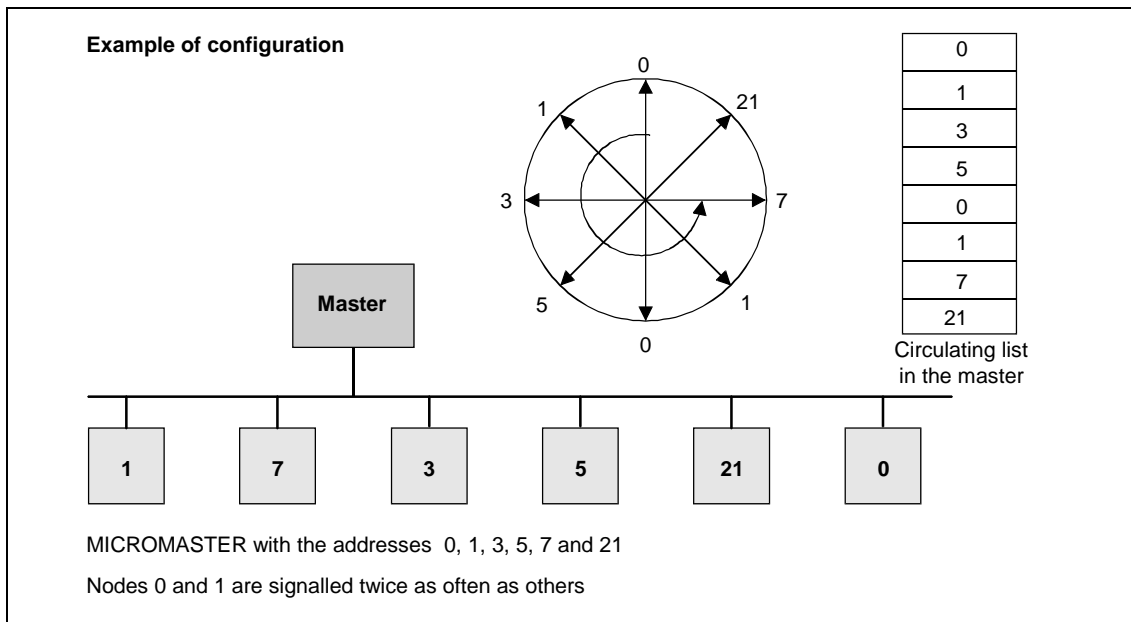 Example of configuration
0
1
21
3
7
5
1
0
0
1
3
5
0
1
7
21
Circulating list
in the master
Master
1 7 3 5 21 0
MICROMASTER with the addresses 0, 1, 3, 5, 7 and 21
Nodes 0 and 1 are signalled twice as often as others